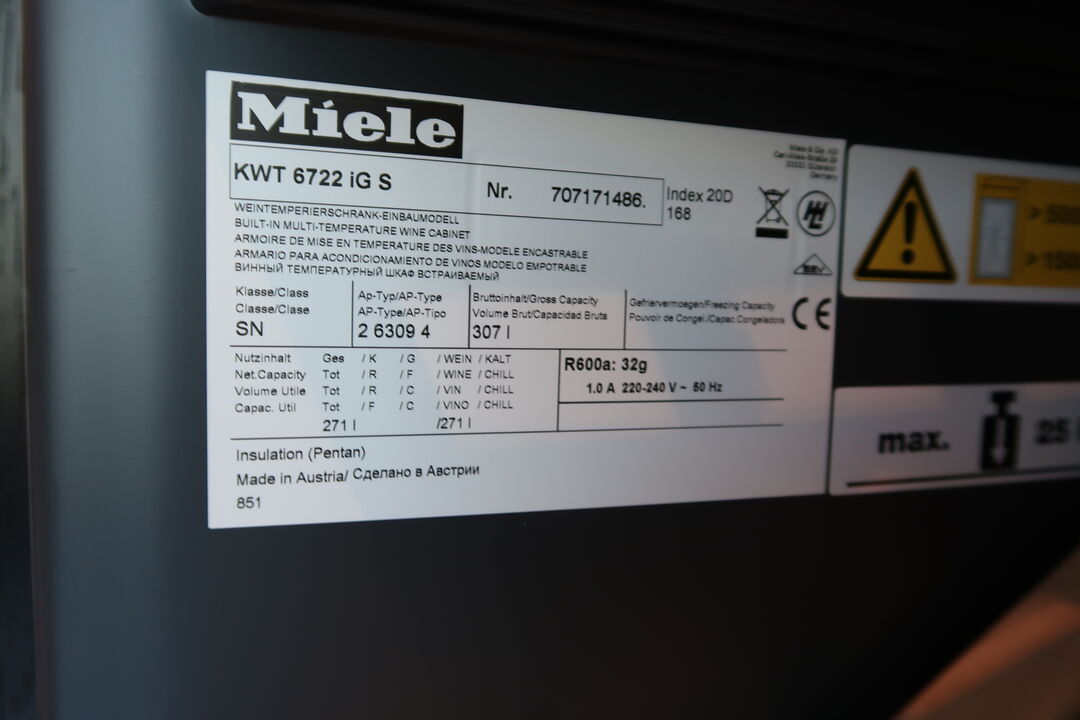 Miele
KWT 6722 iG S Nr. 707171486. Index 20D
168
WEINTEMPERIERSCHRANK-EINBAUMODELL
BUILT-IN MULTI-TEMPERATURE WINE CABINET
ARMOIRE DE MISE EN TEMPERATURE DES VINS-MODELE ENCASTRABLE
ARMARIO PARA ACONDICIONAMIENTO DE VINOS MODELO EMPOTRABLE
ВИННЫЙ ТЕМПЕРАТУРНЫЙ ШКАФ ВСТРАИВАЕМЫЙ
Klasse/Class
Classe/Clase
SN
Ap-Typ/AP-Type
AP-Type/AP-Tipo
2 6309 4
Bruttoinhalt/Gross Capacity
Volume Brut/Capacidad Bruta
307 l
Gefriervermoegen/Freezing Capacity
Pouvoir de Congel./Capac.Congeladora
CE
Nutzinhalt Ges / K / G / WEIN / KALT
Net.Capacity Tot / R / F / WINE / CHILL
Volume Utile Tot / R / C / VIN / CHILL
Capac. Util Tot / F / C / VINO / CHILL
271 l /271 l
R600a: 32g
1.0 A 220-240 V ~ 50 Hz
Insulation (Pentan)
Made in Austria/ Сделано в Австрии
851
> 500
> 1500
max. 25